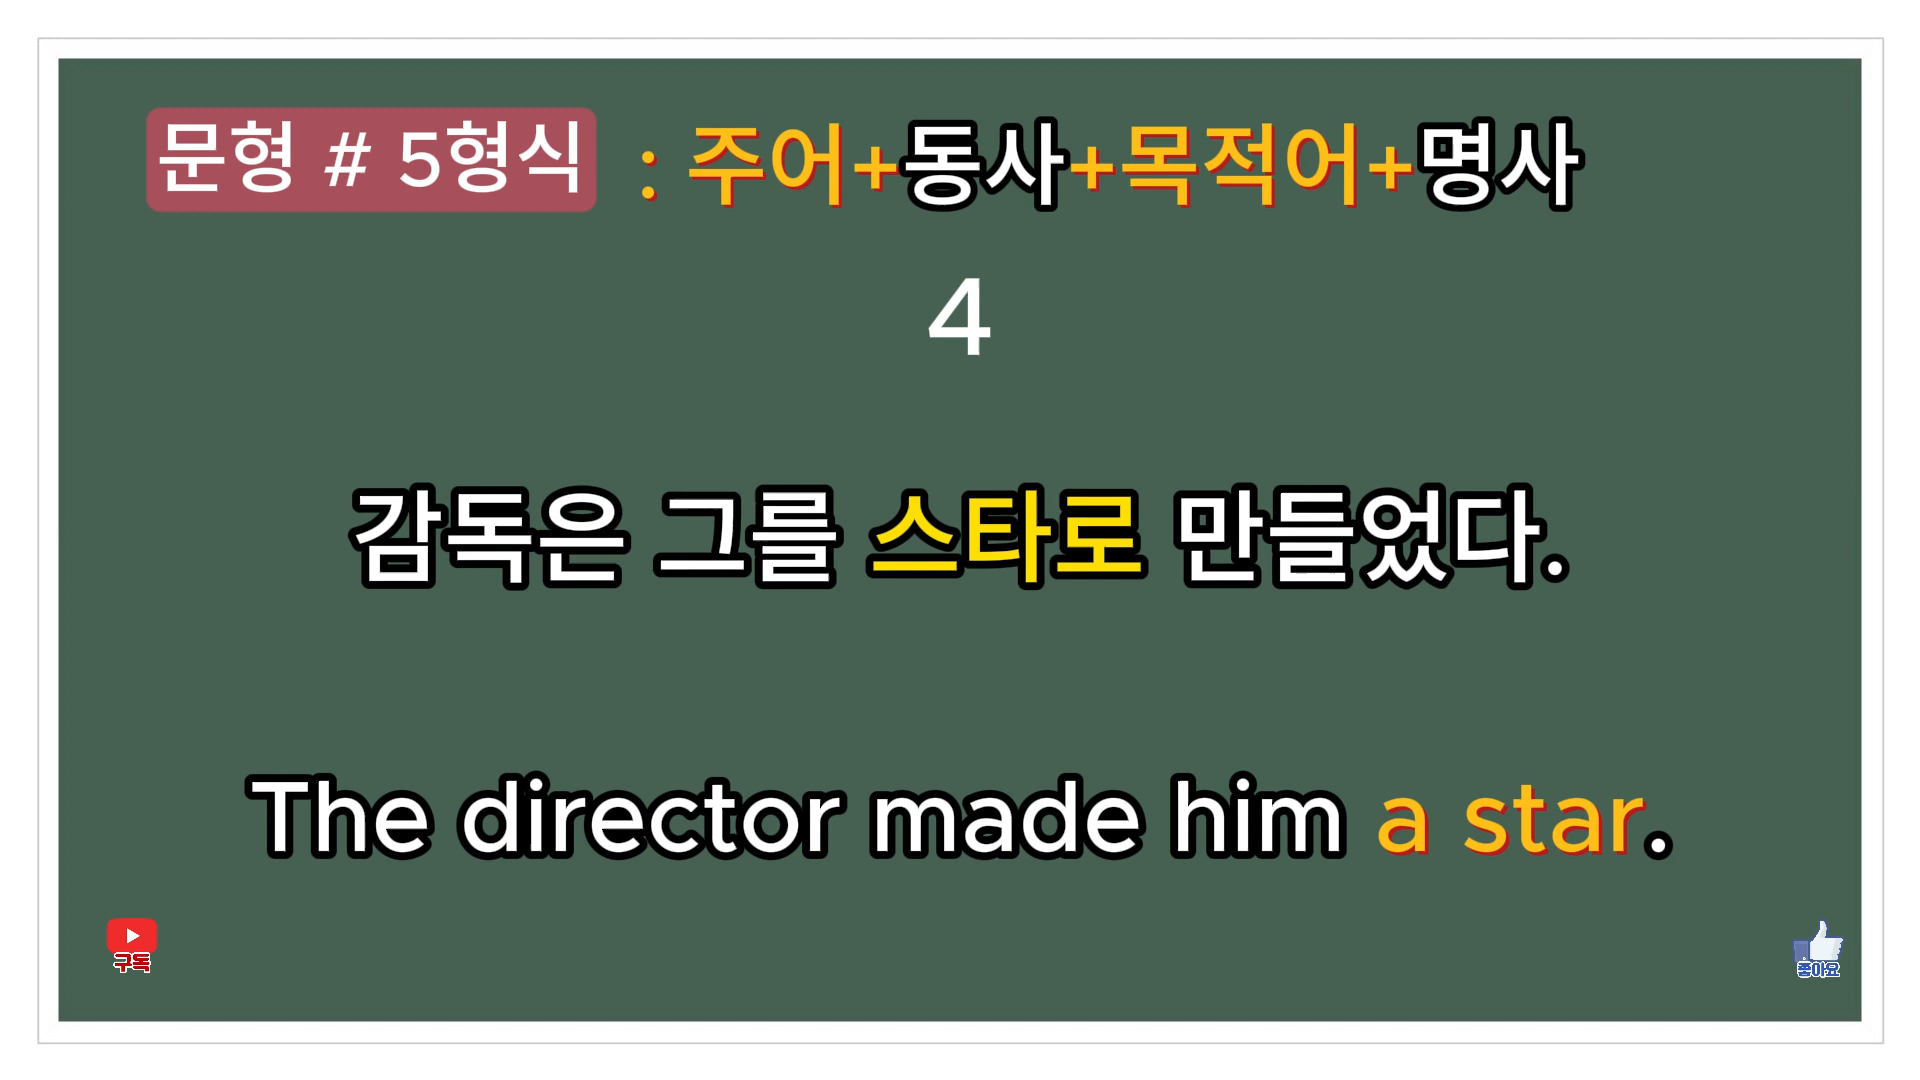 문형 # 5형식 : 주어+동사+목적어+명사
4
감독은 그를 스타로 만들었다.
The director made him a star.
구독
좋아요